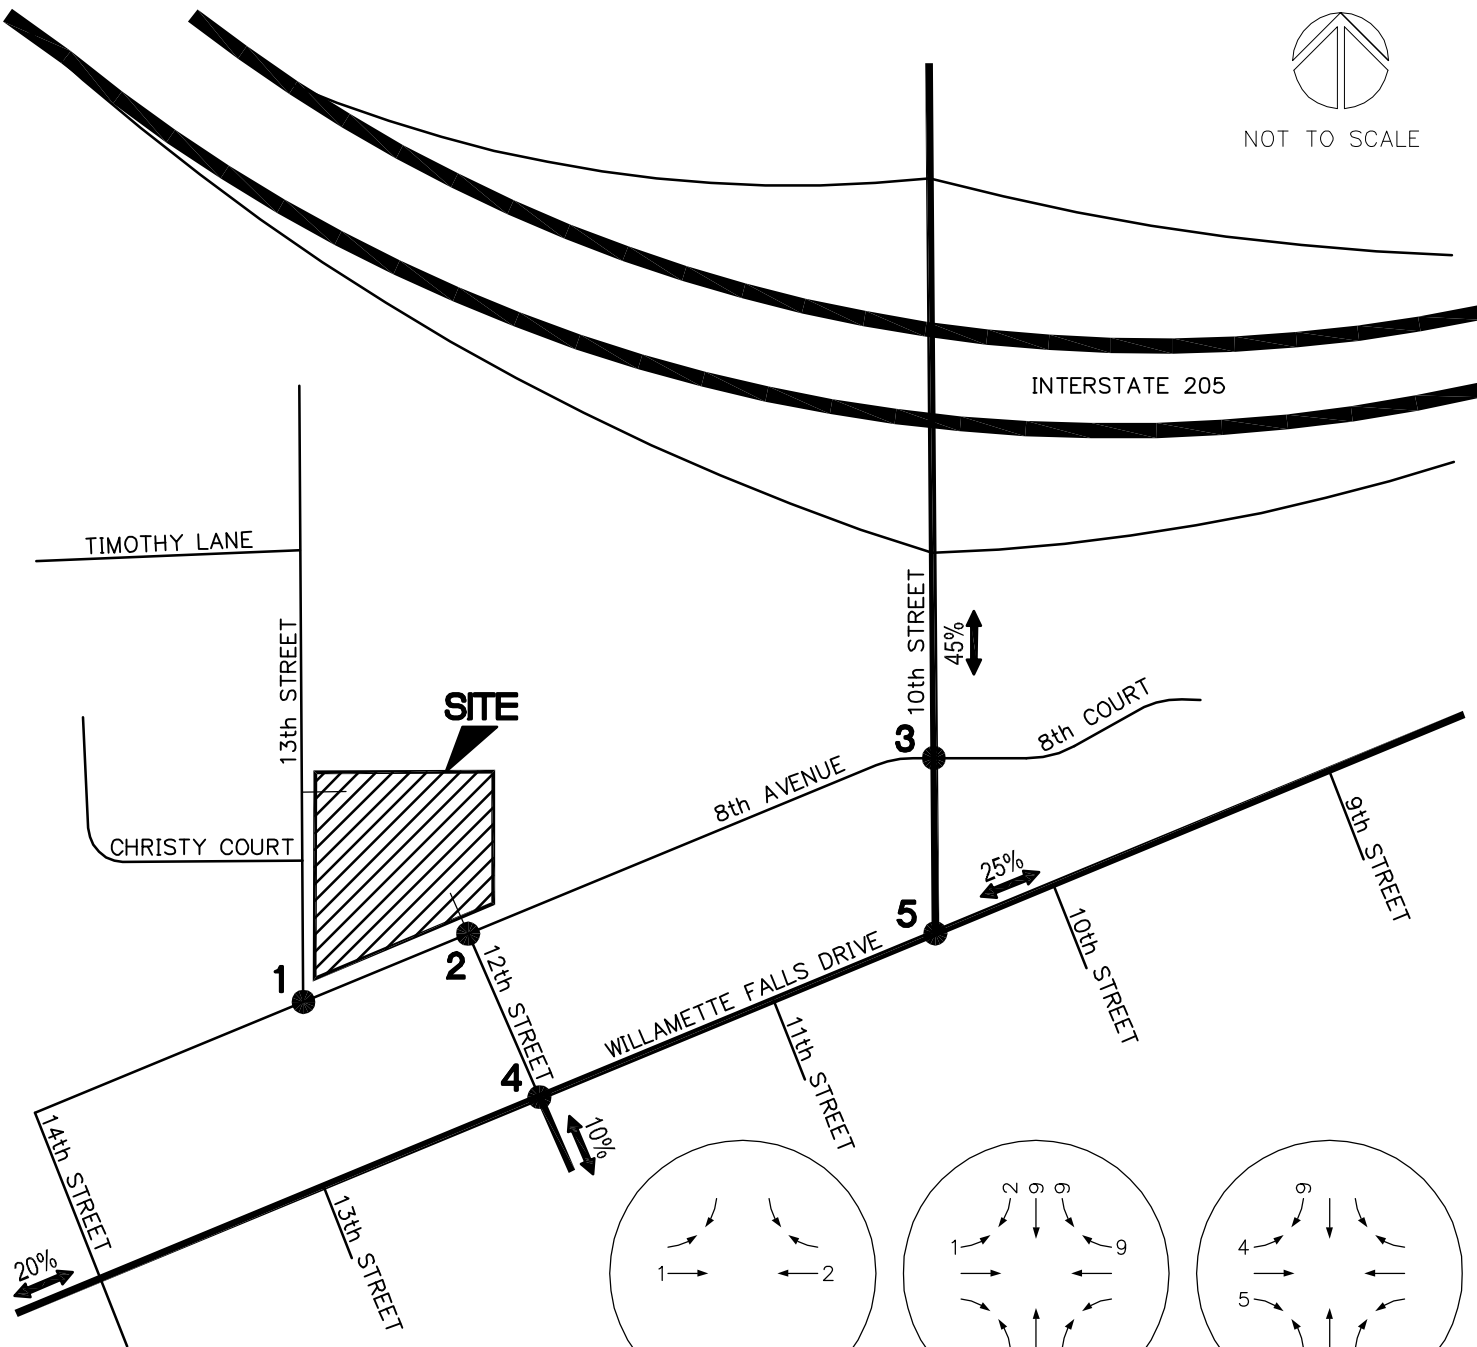 NOT TO SCALE
INTERSTATE 205
TIMOTHY LANE
10th STREET
13th STREET
45%
SITE
8th COURT
3
8th AVENUE
CHRISTY COURT
9th STREET
25%
5
10th STREET
WILLAMETTE FALLS DRIVE
2
12th STREET
1
11th STREET
4
10%
14th STREET
13th STREET
20%
2 9 9
1 9
1 2
9
4
5